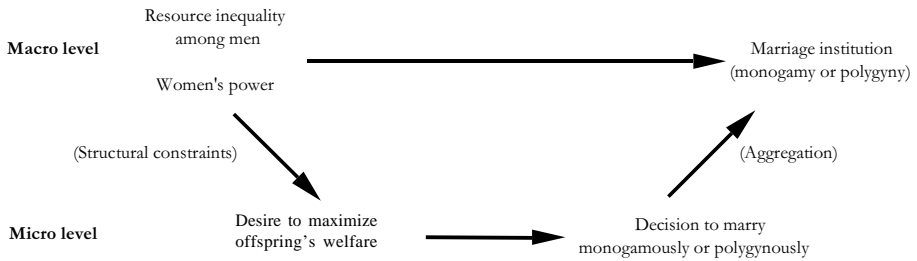 Resource inequality
among men
Macro level
Marriage institution
(monogamy or polygyny)
Women's power
(Structural constraints)
(Aggregation)
Micro level
Desire to maximize
offspring’s welfare
Decision to marry
monogamously or polygynously